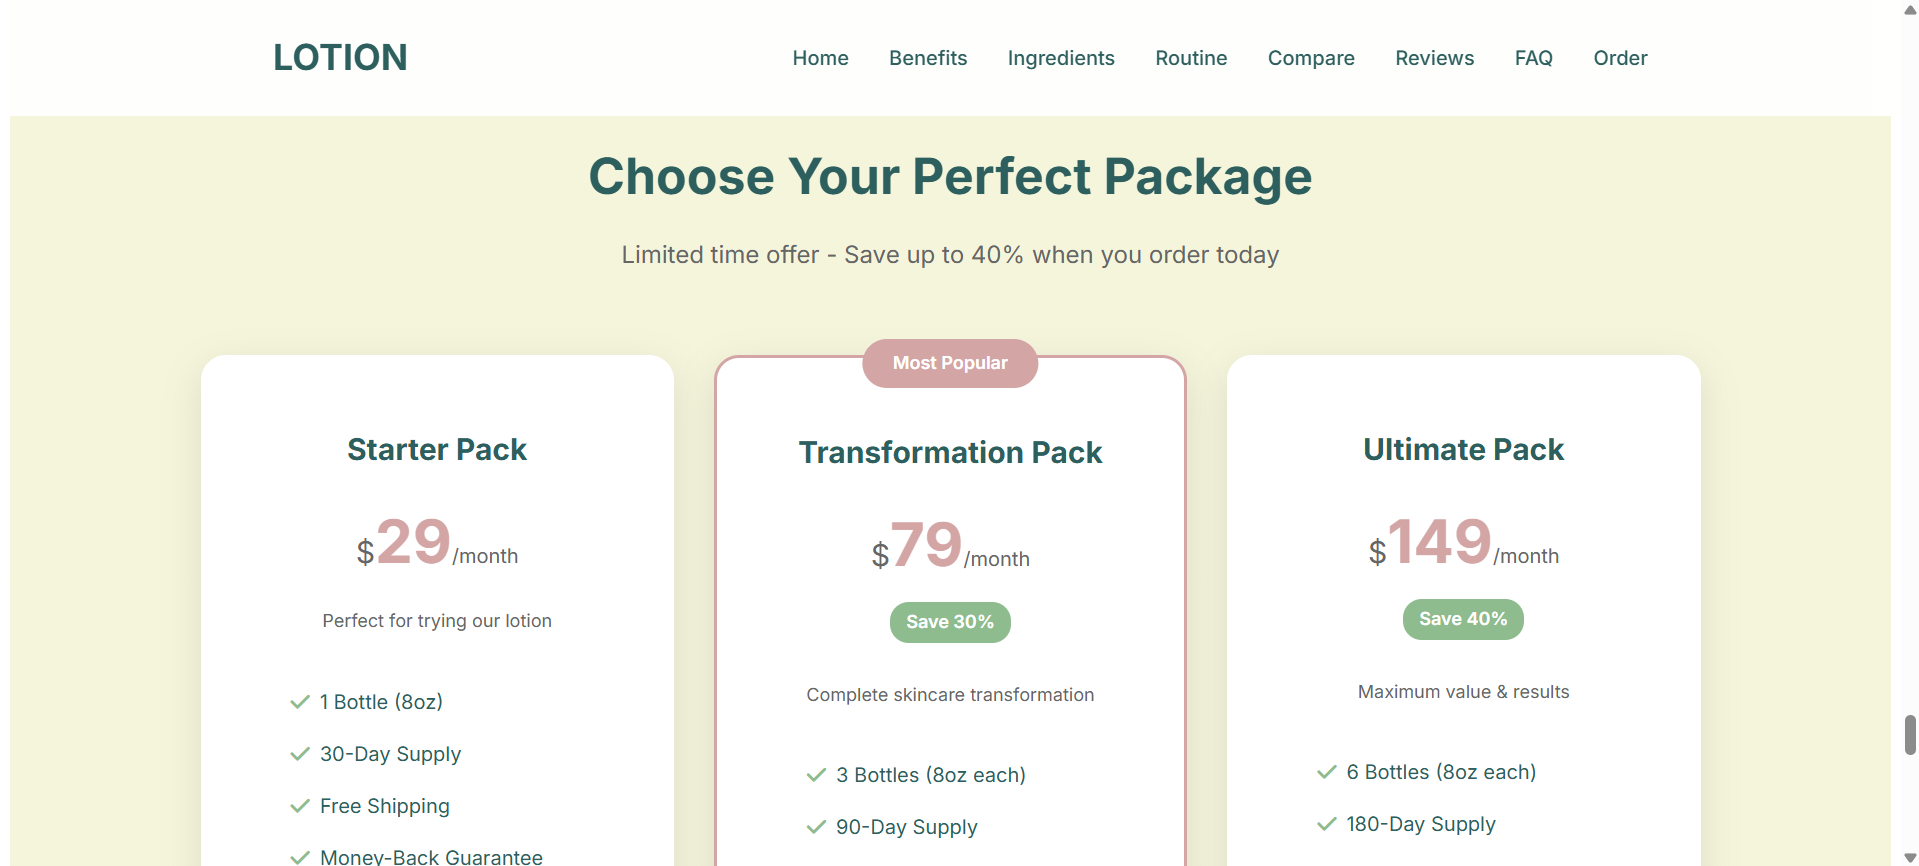 LOTION
Home Benefits Ingredients Routine Compare Reviews FAQ Order
Choose Your Perfect Package
Limited time offer - Save up to 40% when you order today
Starter Pack
$29/month
Perfect for trying our lotion
1 Bottle (8oz)
30-Day Supply
Free Shipping
Money-Back Guarantee
Most Popular
Transformation Pack
$79/month
Save 30%
Complete skincare transformation
3 Bottles (8oz each)
90-Day Supply
Ultimate Pack
$149/month
Save 40%
Maximum value & results
6 Bottles (8oz each)
180-Day Supply